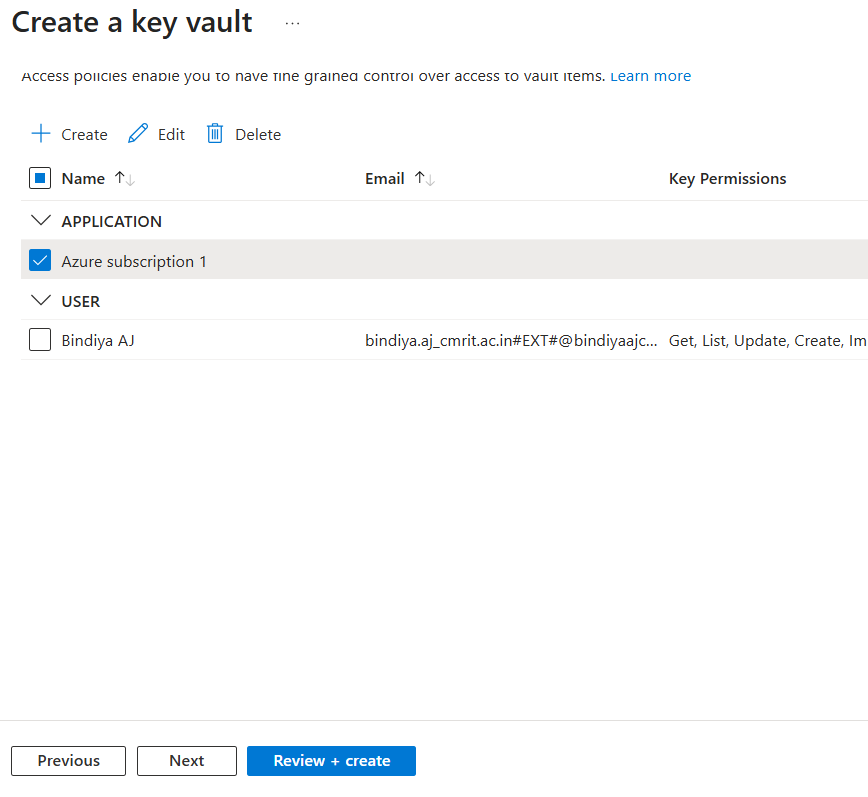 Create a key vault ...
Access policies enable you to have fine grained control over access to vault items. Learn more
Create Edit Delete
Name Email Key Permissions
APPLICATION
Azure subscription 1
USER
Bindiya AJ bindiya.aj_cmrit.ac.in#EXT#@bindiyaajc... Get, List, Update, Create, Im
Previous Next Review + create